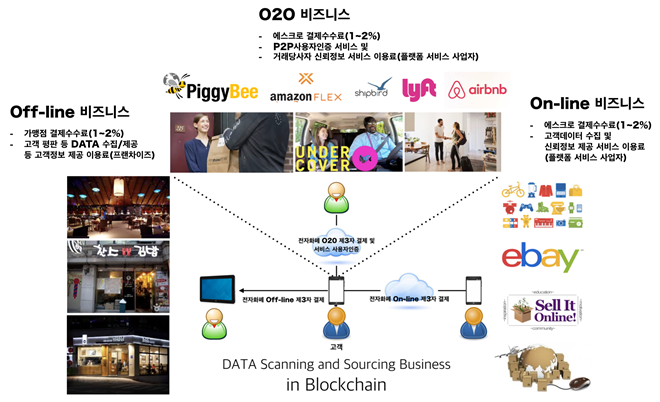 O2O 비즈니스
- 에스크로 결제수수료(1~2%)
- P2P사용자인증 서비스 및
- 거래당사자 신뢰정보 서비스 이용료(플랫폼 서비스 사업자)
PiggyBee
amazon FLEX
shipbird
lyft
airbnb
Off-line 비즈니스
- 가맹점 결제수수료(1~2%)
- 고객 평판 등 DATA 수집/제공
등 고객정보 제공 이용료(프랜차이즈)
On-line 비즈니스
- 에스크로 결제수수료(1~2%)
- 고객데이터 수집 및
신뢰정보 제공 서비스 이용료
(플랫폼 서비스 사업자)
UNDER
COVER
전자화폐 O2O 제3자 결제 및
서비스 사용자인증
ebay
전자화폐 Off-line 제3자 결제
전자화폐 On-line 제3자 결제
education
Sell It
Online!
community
고객
DATA Scanning and Sourcing Business
in Blockchain